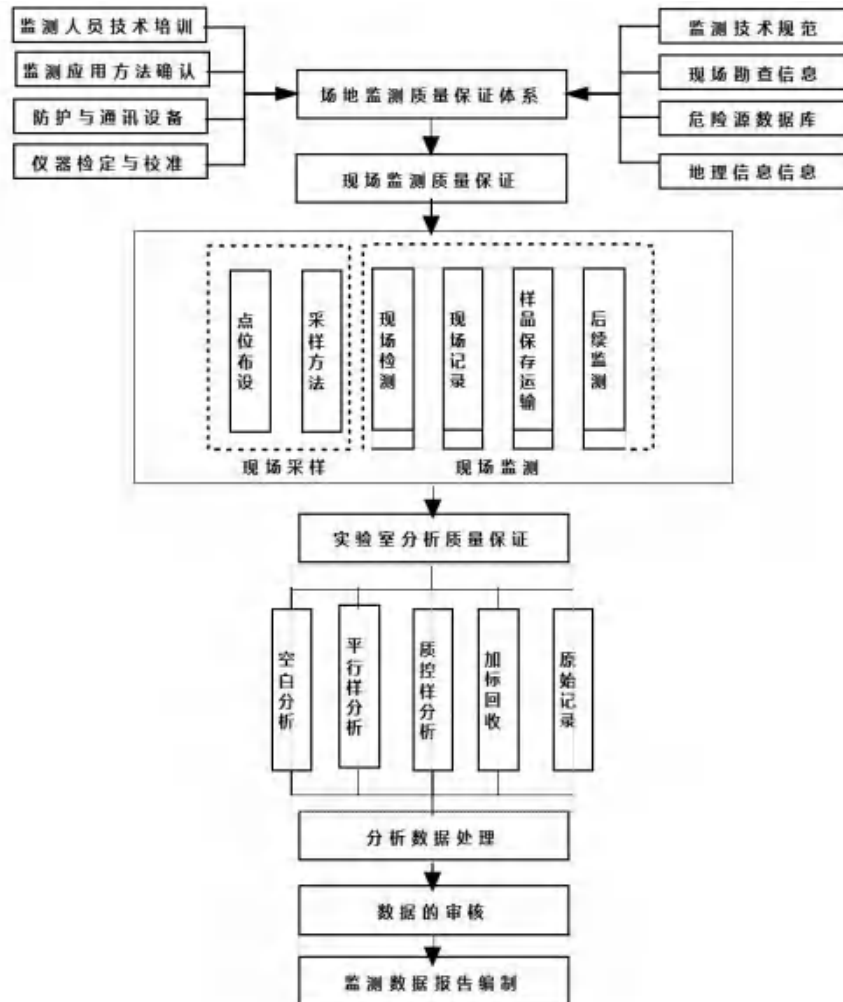 监测人员技术培训
监测应用方法确认
防护与通讯设备
仪器检定与校准
监测技术规范
现场勘查信息
危险源数据库
地理信息信息
场地监测质量保证体系
现场监测质量保证
点位布设
采样方法
现场检测
现场记录
样品保存运输
后续监测
现场采样
现场监测
实验室分析质量保证
空白分析
平行样分析
质控样分析
加标回收
原始记录
分析数据处理
数据的审核
监测数据报告编制